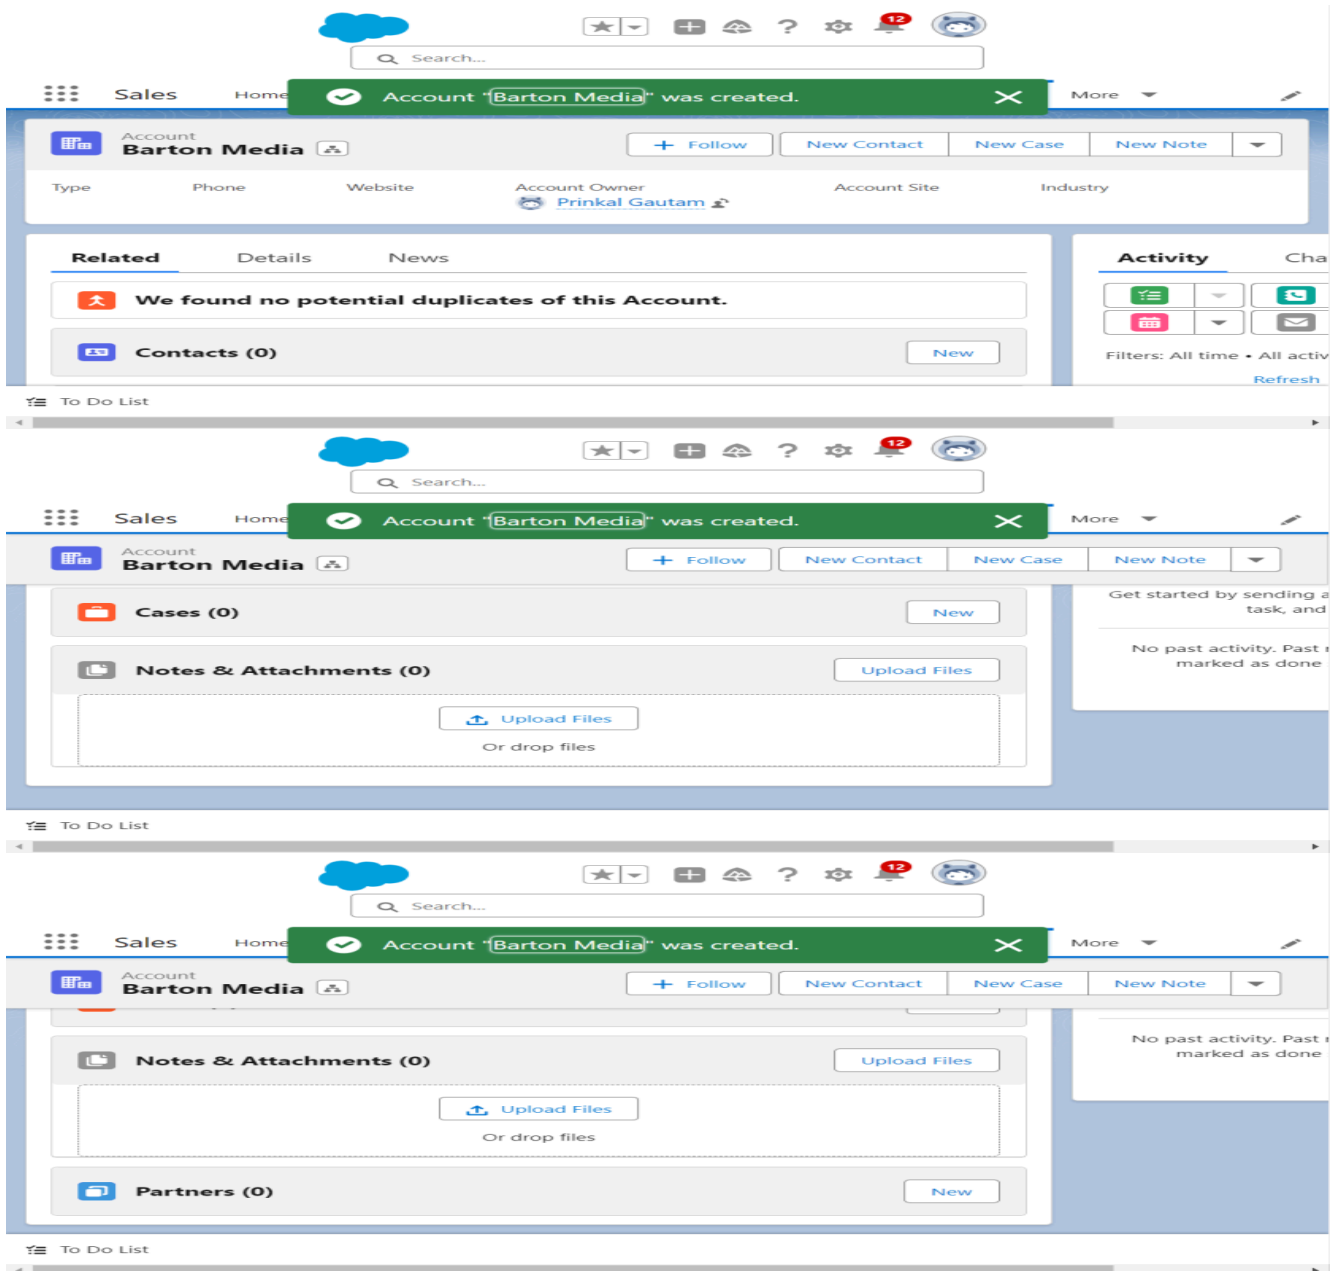 12
Search...
Sales Home Account "Barton Media" was created. More
Account
Barton Media
Follow New Contact New Case New Note
Type Phone Website Account Owner Account Site Industry
Prinkal Gautam
Related Details News
Activity Cha
We found no potential duplicates of this Account.
Contacts (0) New
Filters: All time • All activ
Refresh
To Do List
12
Search...
Sales Home Account "Barton Media" was created. More
Account
Barton Media
Follow New Contact New Case New Note
Get started by sending a
task, and
Cases (0) New
No past activity. Past
marked as done
Notes & Attachments (0) Upload Files
Upload Files
Or drop files
To Do List
12
Search...
Sales Home Account "Barton Media" was created. More
Account
Barton Media
Follow New Contact New Case New Note
No past activity. Past
marked as done
Notes & Attachments (0) Upload Files
Upload Files
Or drop files
Partners (0) New
To Do List